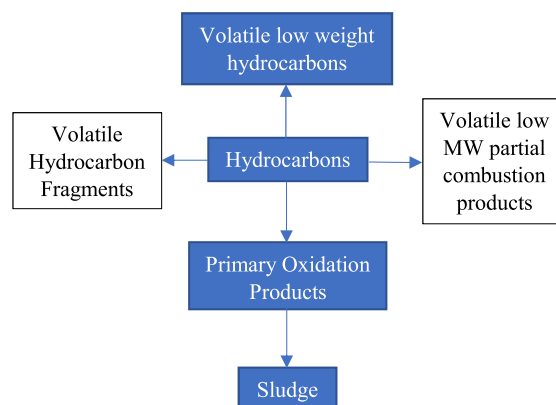 Volatile low weight
hydrocarbons
Volatile
Hydrocarbon
Fragments
Hydrocarbons
Volatile low
MW partial
combustion
products
Primary Oxidation
Products
Sludge